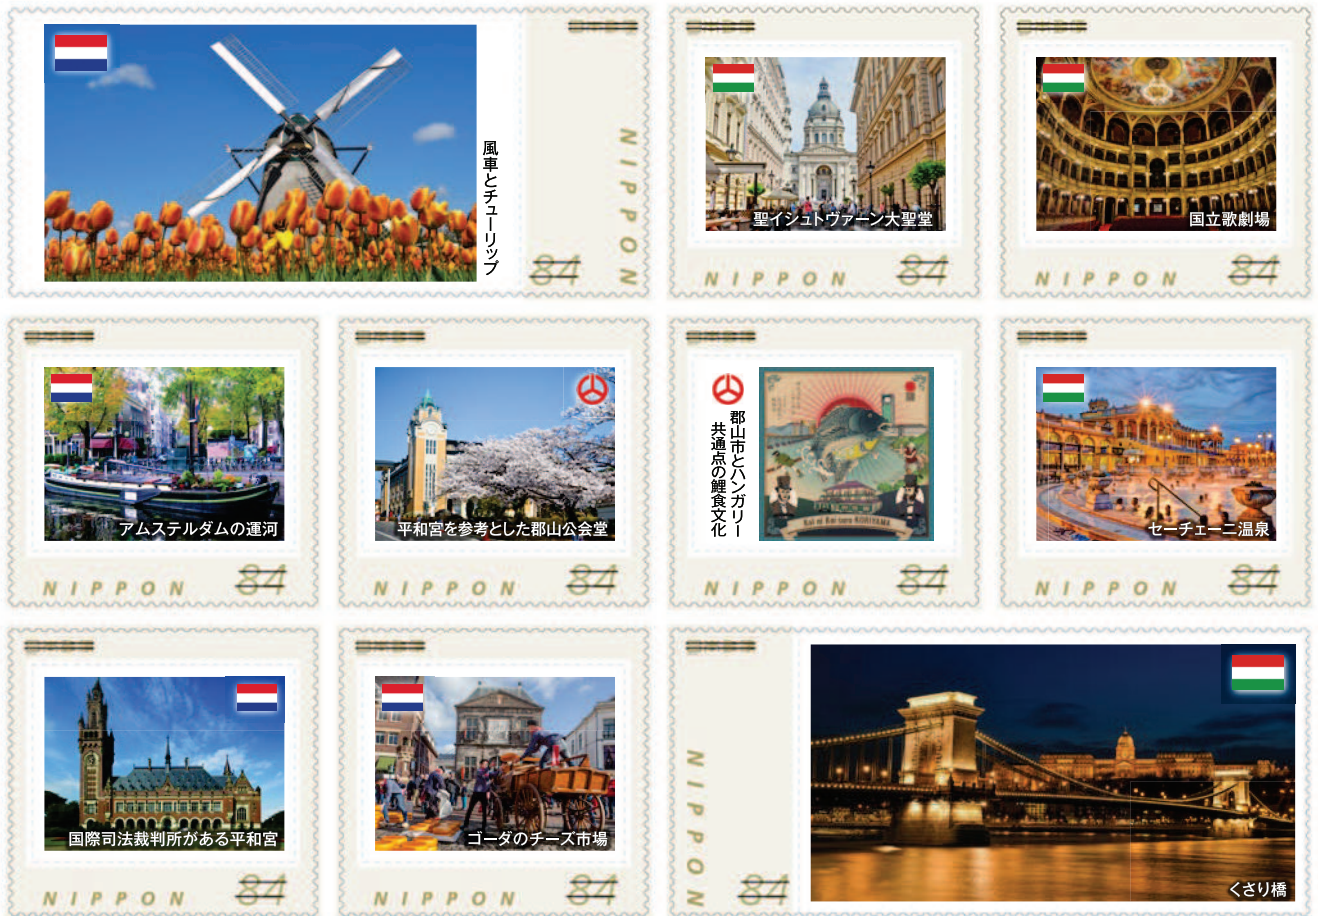 風車とチューリップ
NIPPON
84
聖イシュトヴァーン大聖堂
NIPPON
84
国立歌劇場
NIPPON
84
アムステルダムの運河
NIPPON
84
平和宮を参考とした郡山公会堂
NIPPON
84
郡山市とハンガリー
共通点の鯉食文化
Koi ni Koi suru KORIYAMA
NIPPON
84
セーチェーニ温泉
NIPPON
84
国際司法裁判所がある平和宮
NIPPON
84
ゴーダのチーズ市場
NIPPON
84
くさり橋
NIPPON
84